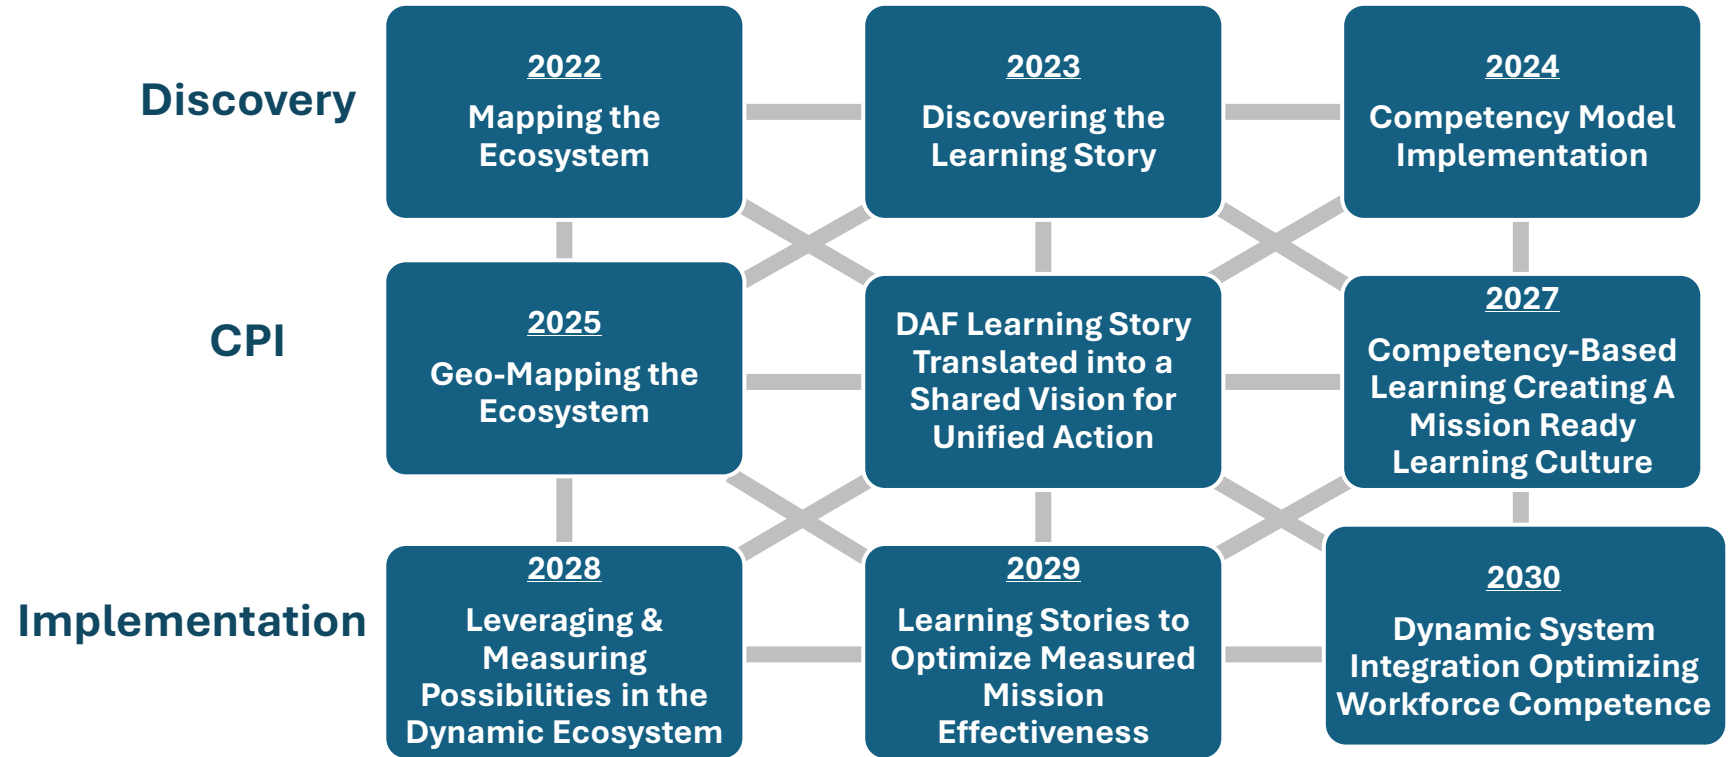 Discovery
2022
Mapping the
Ecosystem
2023
Discovering the
Learning Story
2024
Competency Model
Implementation
CPI
2025
Geo-Mapping the
Ecosystem
DAF Learning Story
Translated into a
Shared Vision for
Unified Action
2027
Competency-Based
Learning Creating A
Mission Ready
Learning Culture
Implementation
2028
Leveraging &
Measuring
Possibilities in the
Dynamic Ecosystem
2029
Learning Stories to
Optimize Measured
Mission
Effectiveness
2030
Dynamic System
Integration Optimizing
Workforce Competence